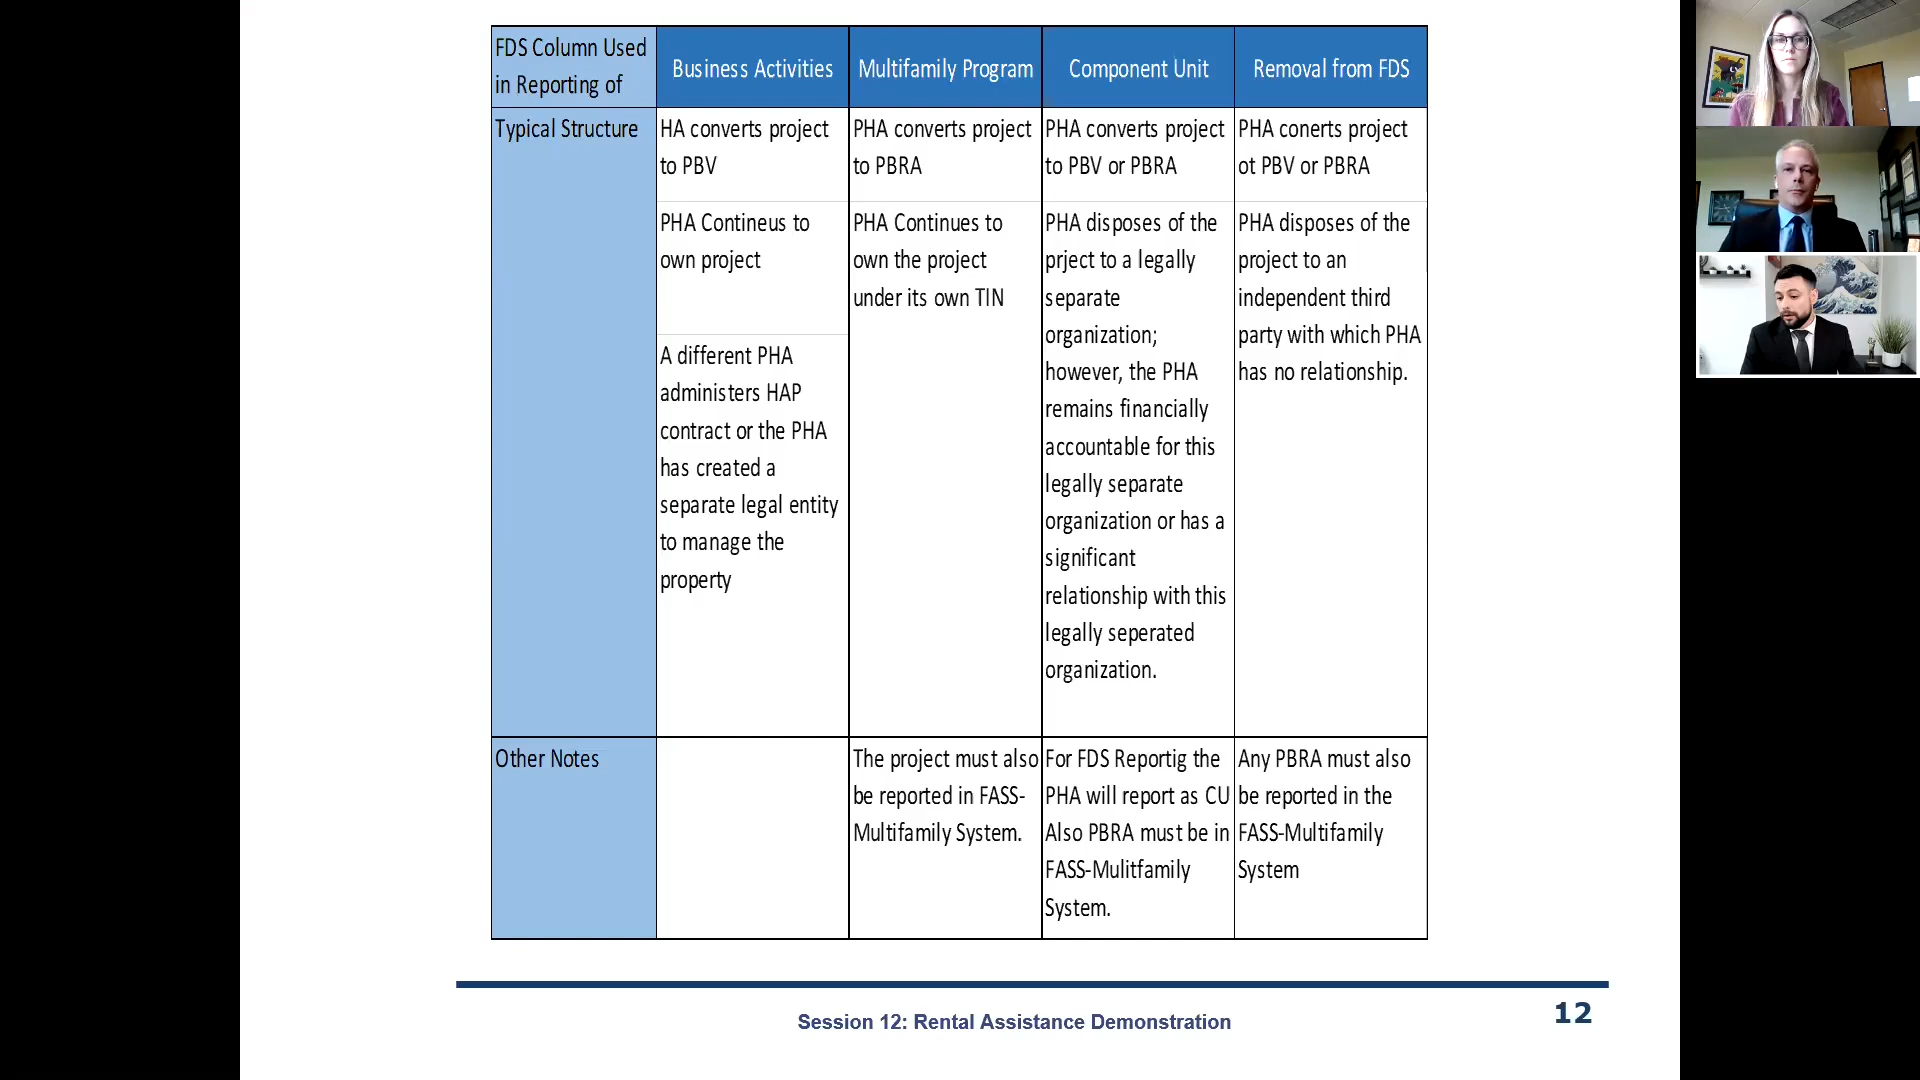 FDS Column Used
in Reporting of
Business Activities
Multifamily Program
Component Unit
Removal from FDS
Typical Structure
HA converts project
to PBV
PHA converts project
to PBRA
PHA converts project
to PBV or PBRA
PHA conerts project
ot PBV or PBRA
PHA Contineus to
own project
PHA Continues to
own the project
under its own TIN
PHA disposes of the
prject to a legally
separate
organization;
however, the PHA
remains financially
accountable for this
legally separate
organization or has a
significant
relationship with this
legally seperated
organization.
PHA disposes of the
project to an
independent third
party with which PHA
has no relationship.
A different PHA
administers HAP
contract or the PHA
has created a
separate legal entity
to manage the
property
Other Notes
The project must also
be reported in FASS-
Multifamily System.
For FDS Reportig the
PHA will report as CU
Also PBRA must be in
FASS-Mulitfamily
System.
Any PBRA must also
be reported in the
FASS-Multifamily
System
Session 12: Rental Assistance Demonstration
12